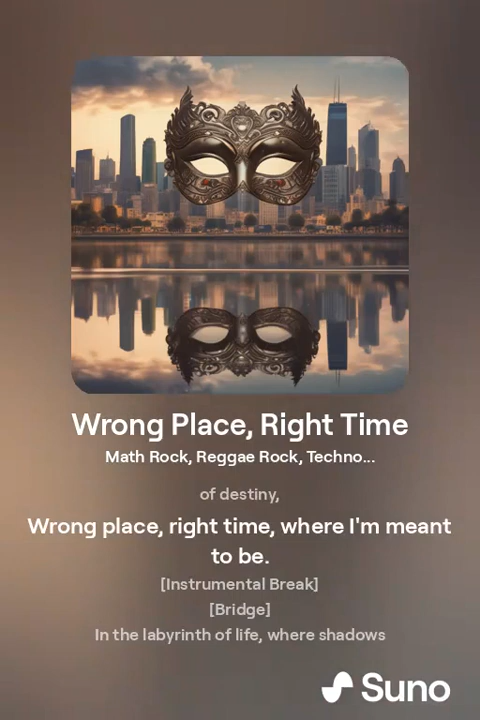 Wrong Place, Right Time
Math Rock, Reggae Rock, Techno...
of destiny,
Wrong place, right time, where I'm meant
to be.
[Instrumental Break]
[Bridge]
In the labyrinth of life, where shadows
Suno